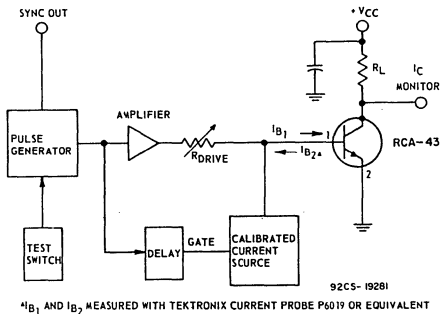 SYNC OUT
+ VCC
RL
IC
MONITOR
AMPLIFIER
PULSE
GENERATOR
RDRIVE
IB1
IB2▲
1
2
RCA-43
TEST
SWITCH
DELAY
GATE
CALIBRATED
CURRENT
SOURCE
92CS-19281
▲IB1 AND IB2 MEASURED WITH TEKTRONIX CURRENT PROBE P6019 OR EQUIVALENT